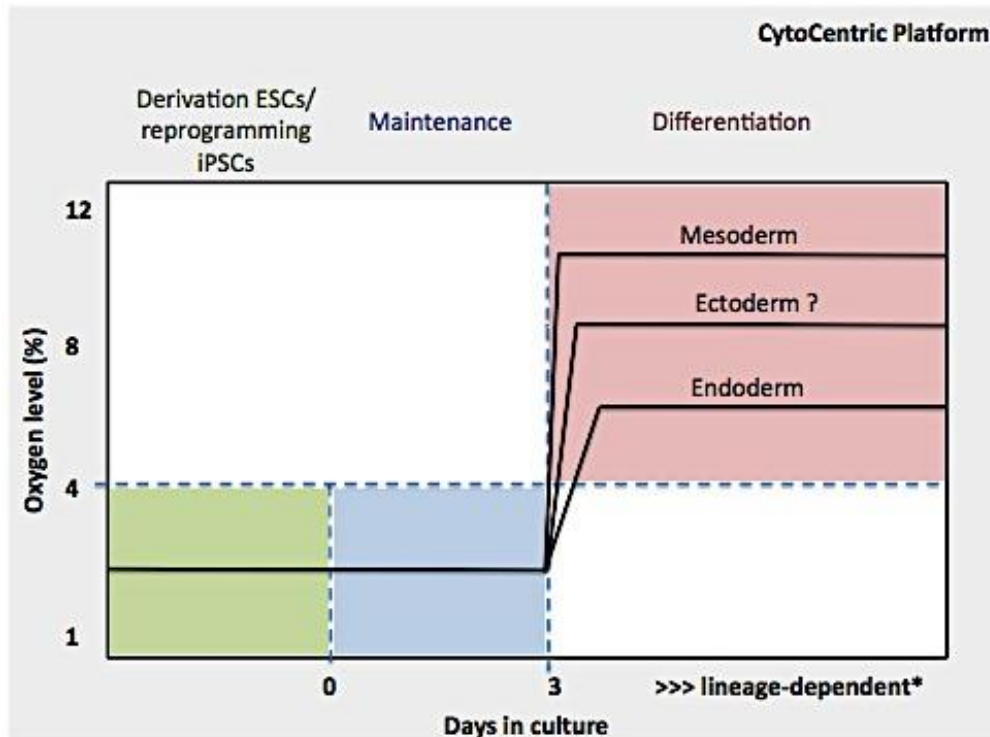 CytoCentric Platform
Derivation ESCs/
reprogramming
iPSCs
Maintenance
Differentiation
12
8
4
1
Oxygen level (%)
Mesoderm
Ectoderm ?
Endoderm
0
3
>>> lineage-dependent*
Days in culture